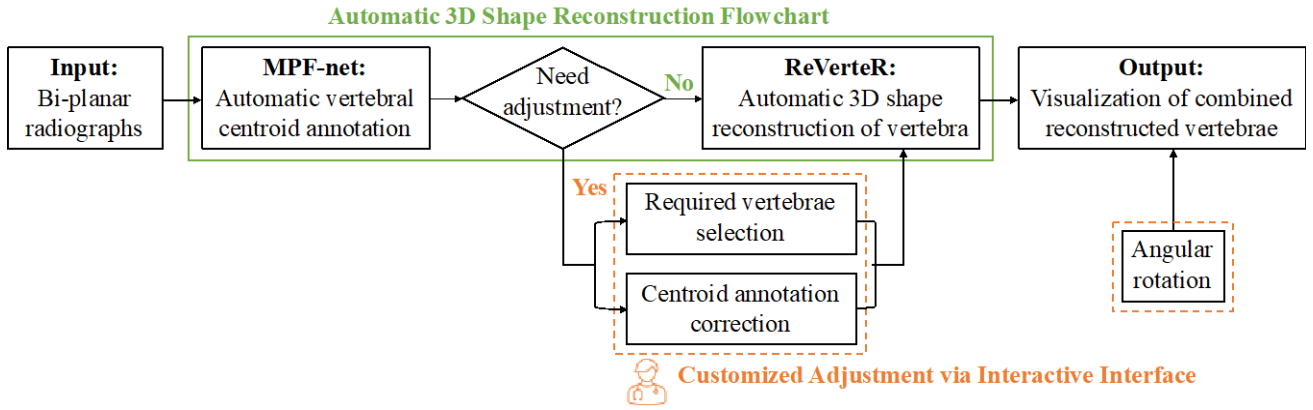 Automatic 3D Shape Reconstruction Flowchart
Input:
Bi-planar
radiographs
MPF-net:
Automatic vertebral
centroid annotation
Need
adjustment?
No
ReVerteR:
Automatic 3D shape
reconstruction of vertebra
Output:
Visualization of combined
reconstructed vertebrae
Yes
Required vertebrae
selection
Centroid annotation
correction
Angular
rotation
Customized Adjustment via Interactive Interface